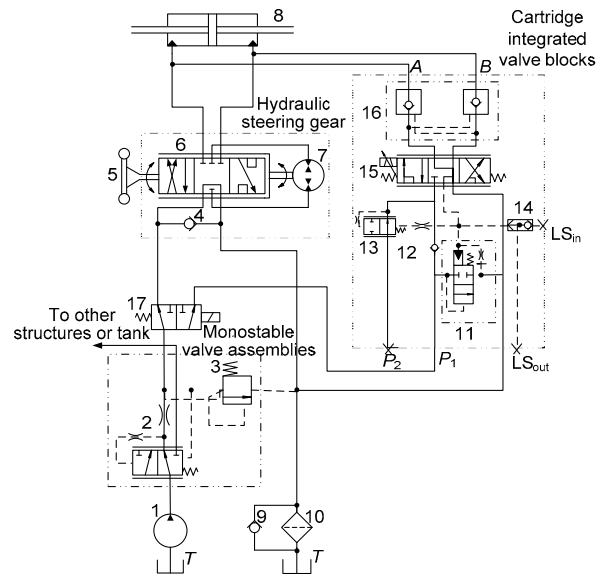 8
Cartridge
integrated
valve blocks
A
B
16
Hydraulic
steering gear
6
7
5
15
4
14
LSin
13
12
11
17
To other
structures or tank
Monostable
valve assemblies
3
P2
P1
LSout
2
1
9
10
T
T